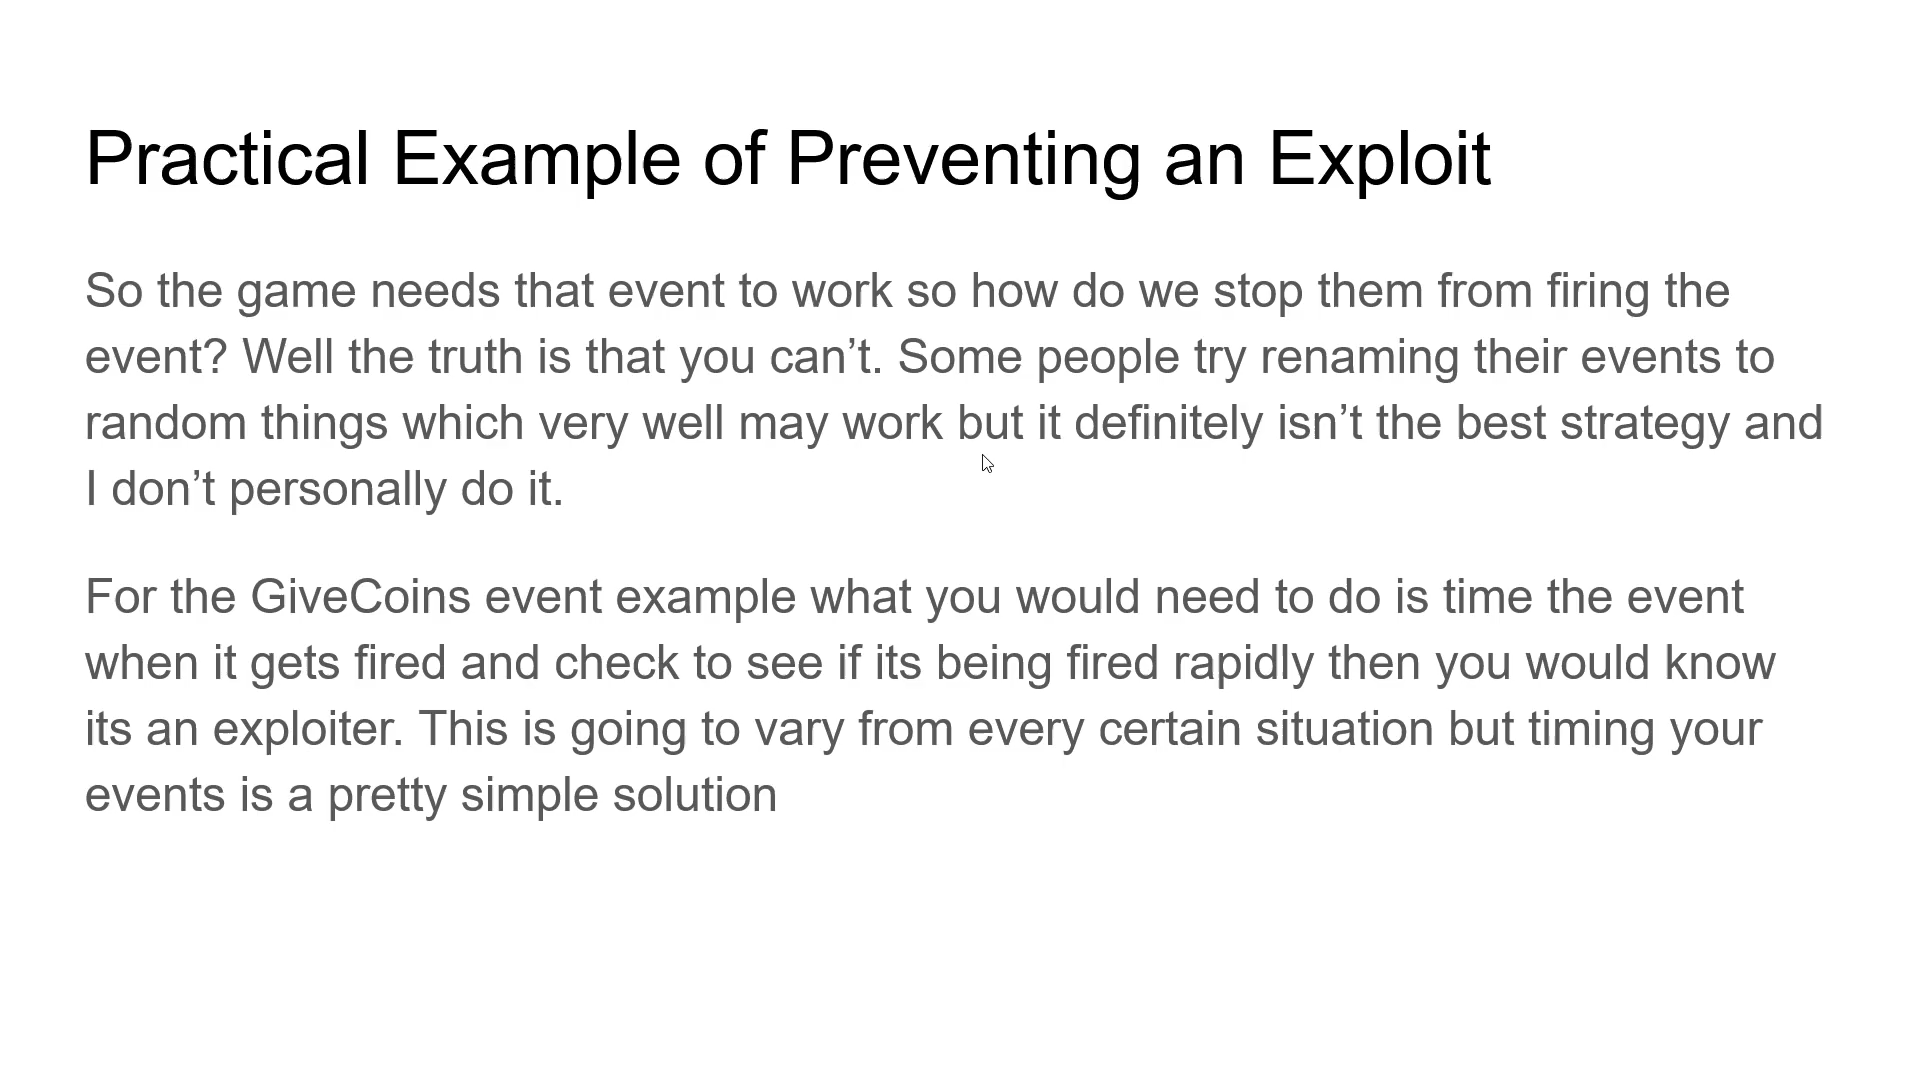 Practical Example of Preventing an Exploit
So the game needs that event to work so how do we stop them from firing the
event? Well the truth is that you can’t. Some people try renaming their events to
random things which very well may work but it definitely isn’t the best strategy and
I don’t personally do it.
For the GiveCoins event example what you would need to do is time the event
when it gets fired and check to see if its being fired rapidly then you would know
its an exploiter. This is going to vary from every certain situation but timing your
events is a pretty simple solution